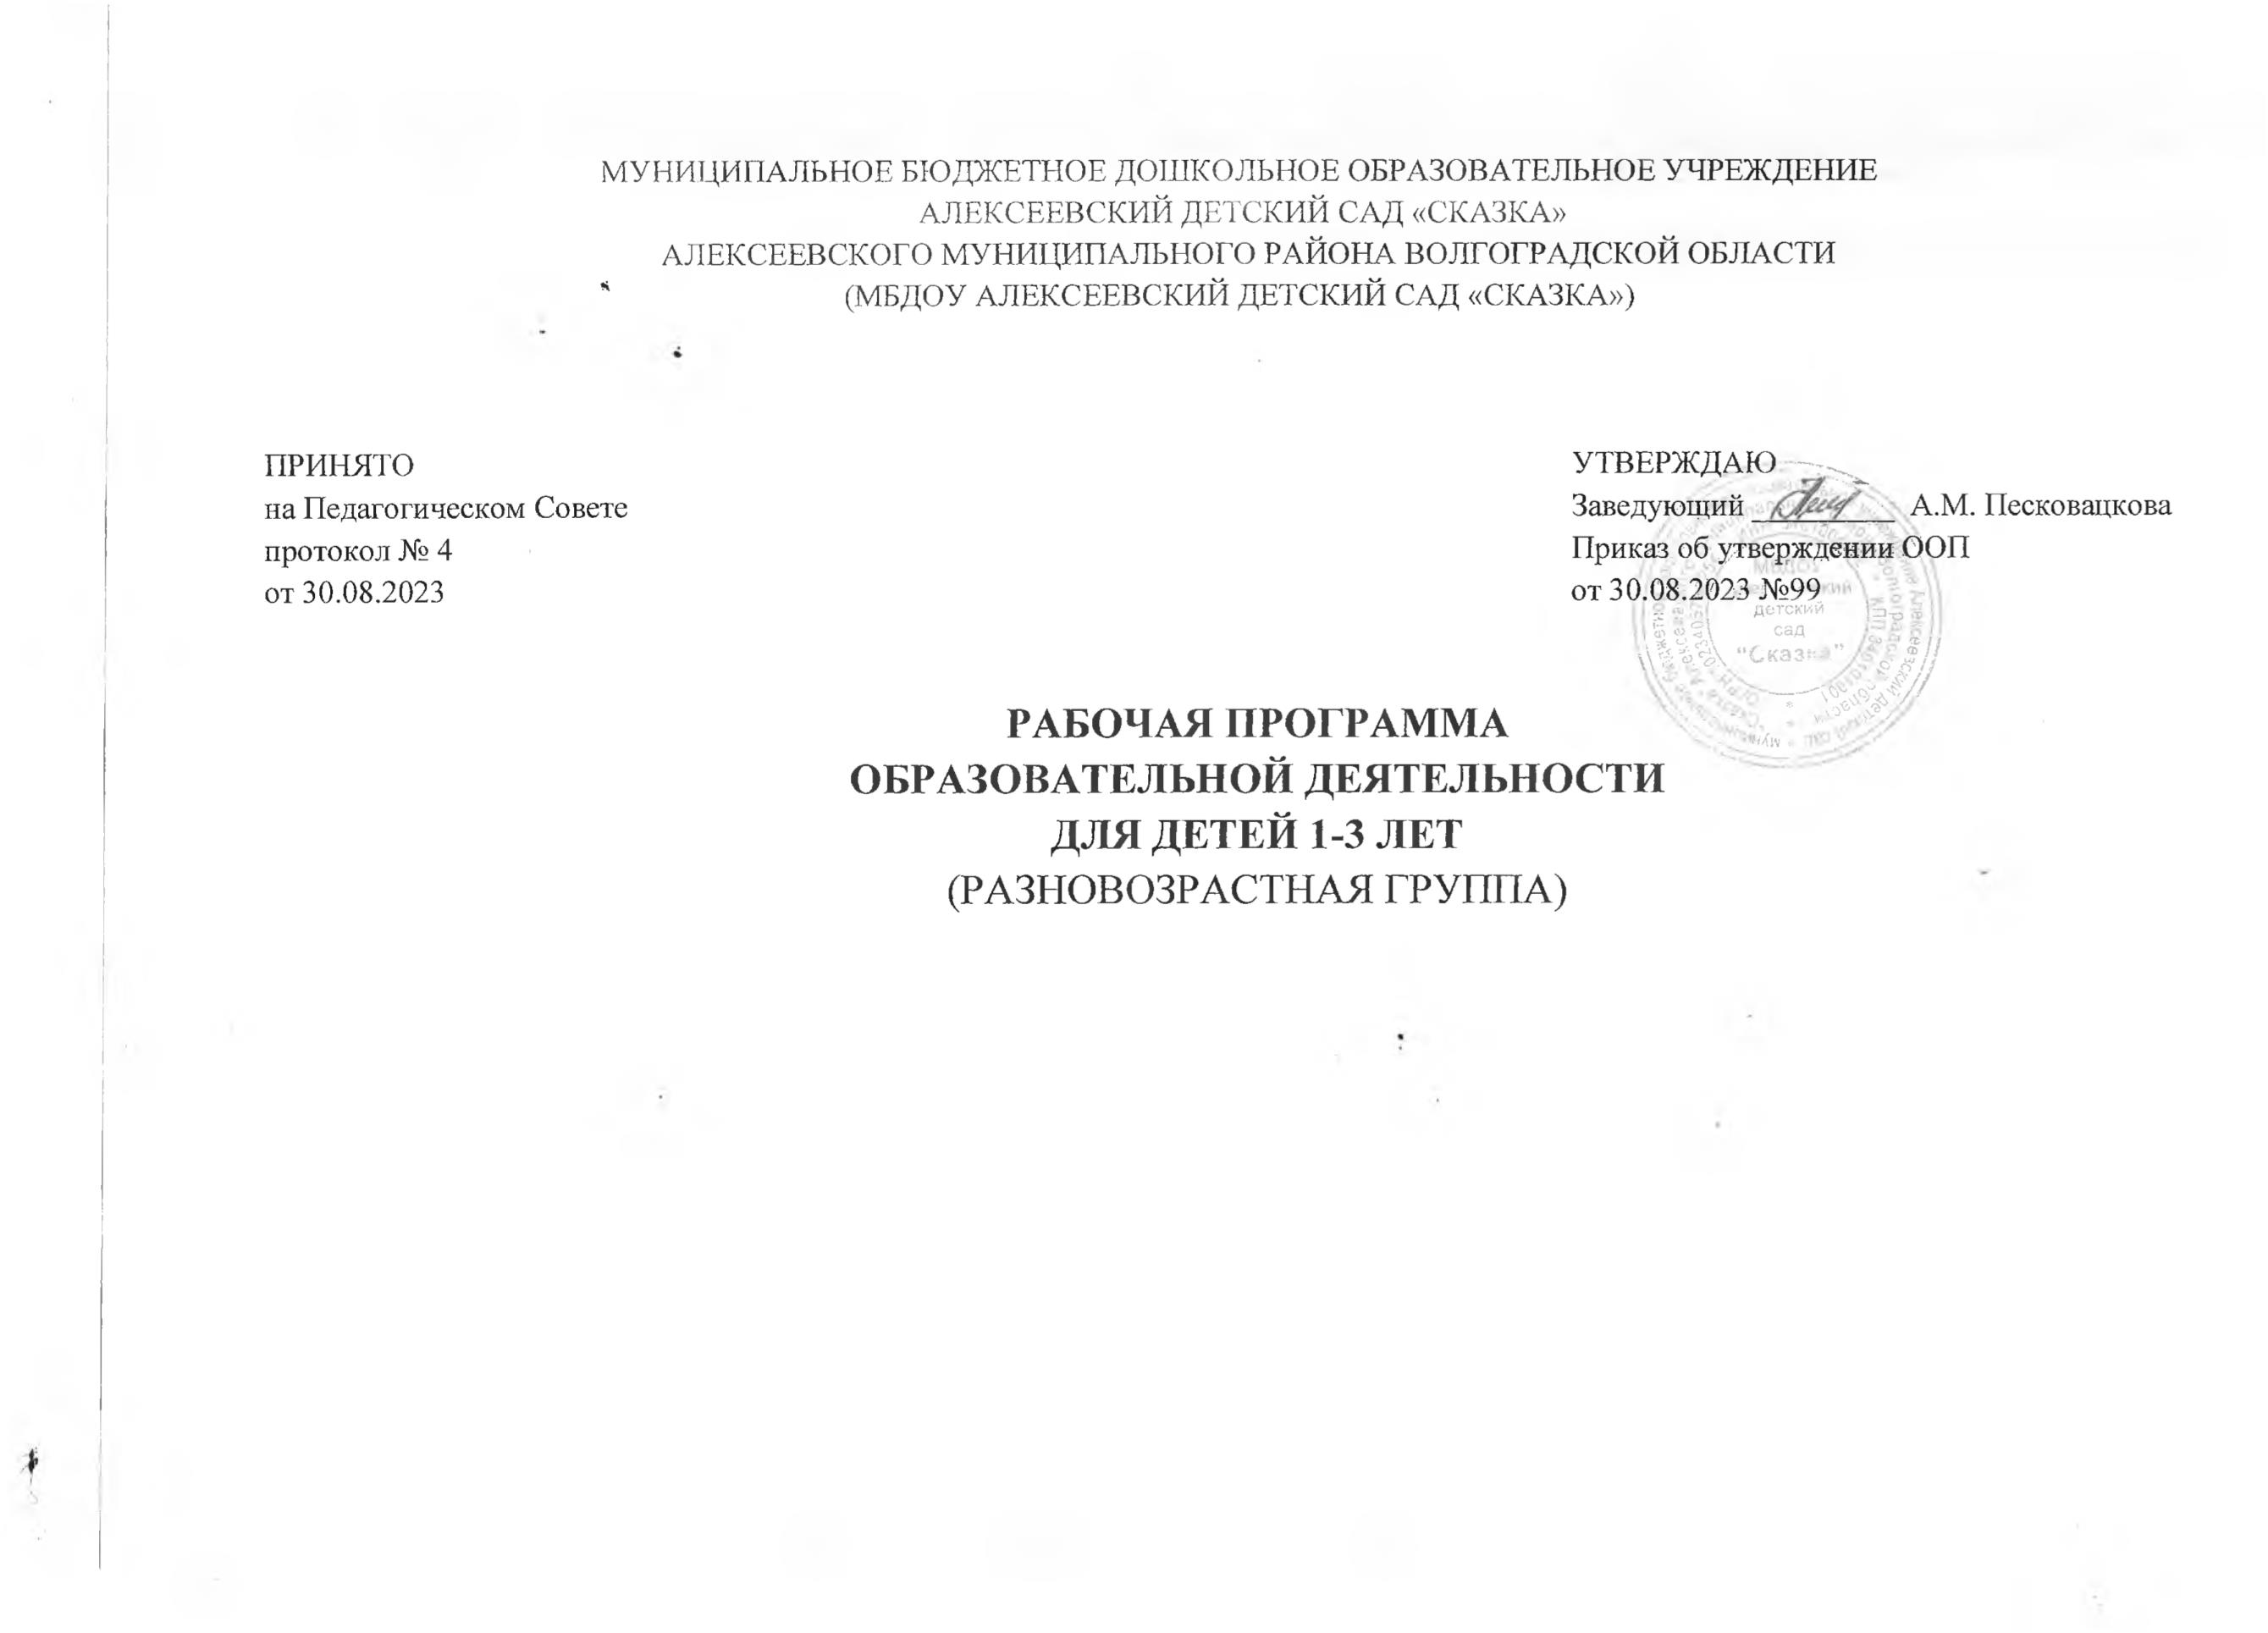 МУНИЦИПАЛЬНОЕ БЮДЖЕТНОЕ ДОШКОЛЬНОЕ ОБРАЗОВАТЕЛЬНОЕ УЧРЕЖДЕНИЕ
АЛЕКСЕЕВСКИЙ ДЕТСКИЙ САД «СКАЗКА»
АЛЕКСЕЕВСКОГО МУНИЦИПАЛЬНОГО РАЙОНА ВОЛГОГРАДСКОЙ ОБЛАСТИ
(МБДОУ АЛЕКСЕЕВСКИЙ ДЕТСКИЙ САД «СКАЗКА»)
ПРИНЯТО
на Педагогическом Совете
протокол № 4
от 30.08.2023
УТВЕРЖДАЮ
Заведующий __________ А.М. Песковацкова
Приказ об утверждении ООП
от 30.08.2023 №99
МБДОУ
детский
сад
"Сказка"
РАБОЧАЯ ПРОГРАММА
ОБРАЗОВАТЕЛЬНОЙ ДЕЯТЕЛЬНОСТИ
ДЛЯ ДЕТЕЙ 1-3 ЛЕТ
(РАЗНОВОЗРАСТНАЯ ГРУППА)